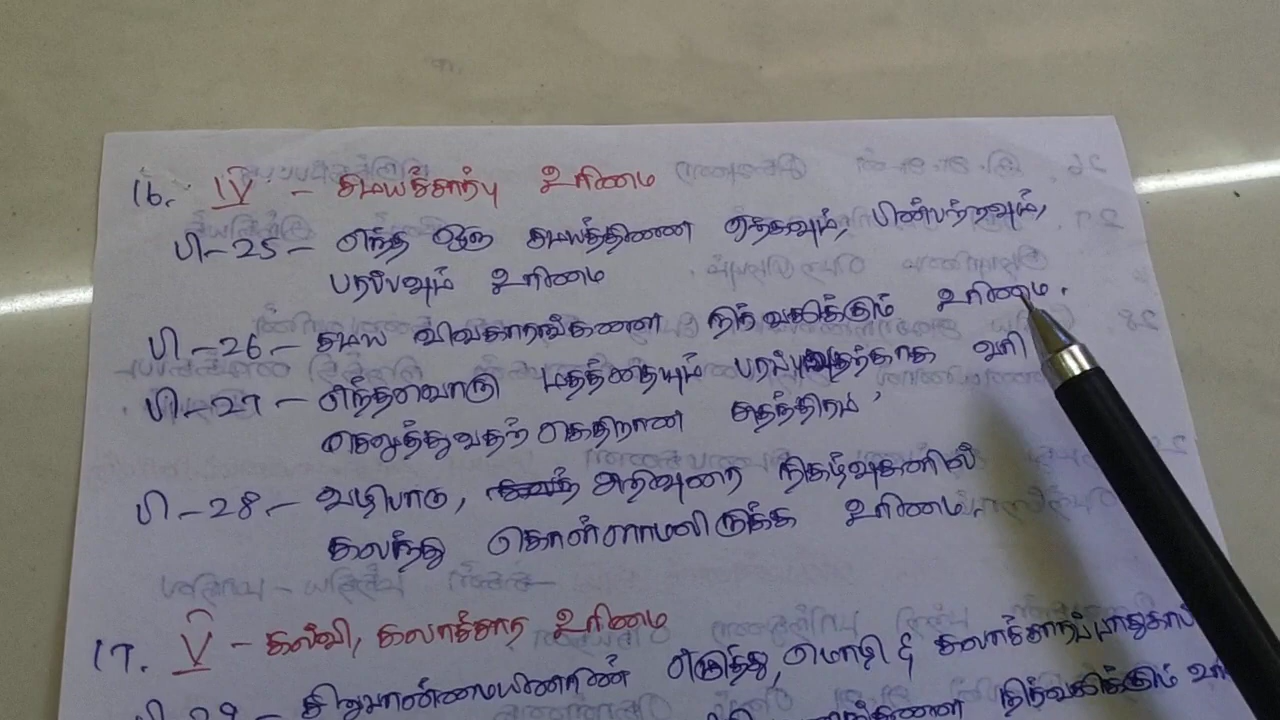 16. IV - சமயச்சார்பு உரிமை
பி-25- எந்த ஒரு சமயத்தினை ஏற்கவும், பின்பற்றவும்,
பரப்பவும் உரிமை
பி-26- சமய விவகாரங்களை நிர்வகிக்கும் உரிமை.
பி-27- எந்தவொரு மதத்தையும் பரப்புவதற்காக வரி
செலுத்துவதற்கெதிரான சுதந்திரம்
பி-28- வழிபாடு, அறிவுரை நிகழ்வுகளில்
கலந்து கொள்ளாமலிருக்க உரிமை.
17. V - கல்வி, கலாச்சார உரிமை
பி-29- சிறுபான்மையினரின் எழுத்து, மொழி & கலாச்சாரப் பாதுகாப்
நிர்வகிக்கும்